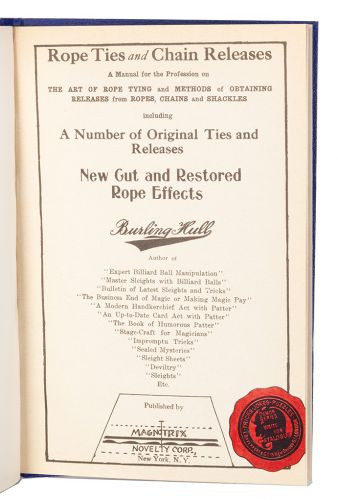 Rope Ties and Chain Releases
A Manual for the Profession on
THE ART OF ROPE TYING and METHODS of OBTAINING
RELEASES from ROPES, CHAINS and SHACKLES
including
A Number of Original Ties and
Releases
New Cut and Restored
Rope Effects
Burling Hull
Author of
"Expert Billiard Ball Manipulation"
"Master Sleights with Billiard Balls"
"Bulletin of Latest Sleights and Tricks"
"The Business End of Magic or Making Magic Pay"
"A Modern Handkerchief Act with Patter"
"An Up-to-Date Card Act with Patter"
"The Book of Humorous Patter"
"Stage-Craft for Magicians"
"Impromptu Tricks"
"Sealed Mysteries"
"Sleight Sheets"
"Deviltry"
"Sleights"
Etc.
Published by
MAGNOTRIX
NOVELTY CORP.
New York, N. Y.
SERIES
WRITE
FOR
CATALOGUE